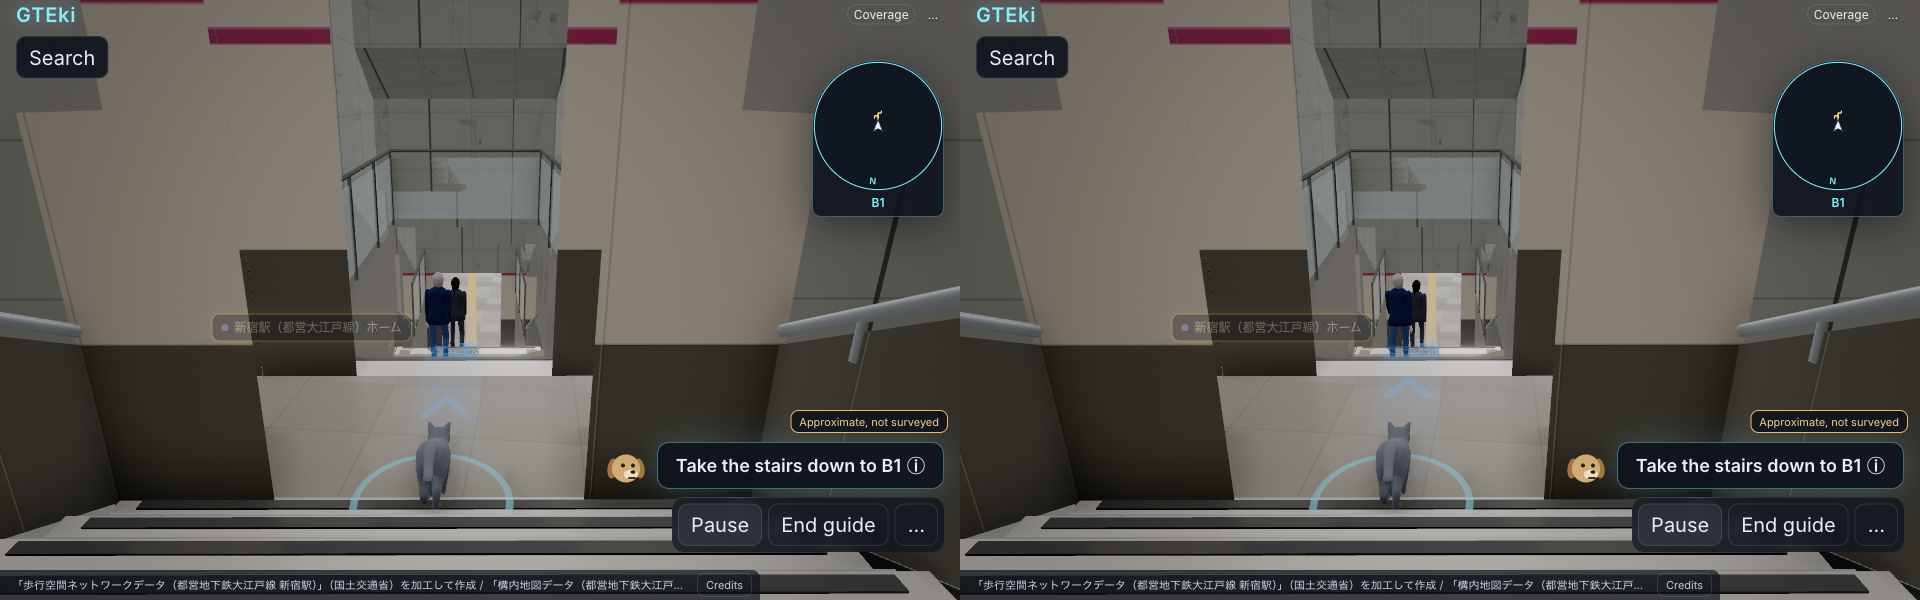 GTEki
Coverage
...
Search
N
B1
新宿駅（都営大江戸線）ホーム
Approximate, not surveyed
Take the stairs down to B1 ⓘ
Pause
End guide
...
「歩行空間ネットワークデータ（都営地下鉄大江戸線 新宿駅）」（国土交通省）を加工して作成 / 「構内地図データ（都営地下鉄大江戸...
Credits
GTEki
Coverage
...
Search
N
B1
新宿駅（都営大江戸線）ホーム
Approximate, not surveyed
Take the stairs down to B1 ⓘ
Pause
End guide
...
「歩行空間ネットワークデータ（都営地下鉄大江戸線 新宿駅）」（国土交通省）を加工して作成 / 「構内地図データ（都営地下鉄大江戸...
Credits